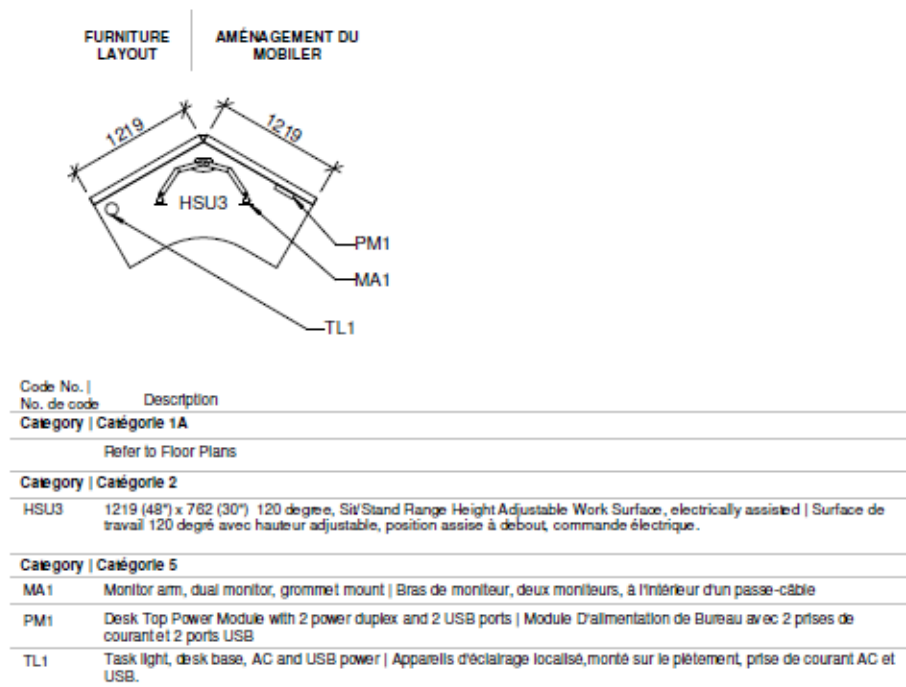 FURNITURE LAYOUT
AMÉNAGEMENT DU MOBILER
1219
1219
HSU3
PM1
MA1
TL1
Code No. |
No. de code Description
Category | Catégorie 1A
Refer to Floor Plans
Category | Catégorie 2
HSU3 1219 (48") x 762 (30") 120 degree, Sit/Stand Range Height Adjustable Work Surface, electrically assisted | Surface de
travail 120 degré avec hauteur adjustable, position assise à debout, commande électrique.
Category | Catégorie 5
MA1 Monitor arm, dual monitor, grommet mount | Bras de moniteur, deux moniteurs, à l'intérieur d'un passe-câble
PM1 Desk Top Power Module with 2 power duplex and 2 USB ports | Module D'alimentation de Bureau avec 2 prises de
courant et 2 ports USB
TL1 Task light, desk base, AC and USB power | Appareils d'éclairage localisé,monté sur le piètement, prise de courant AC et
USB.